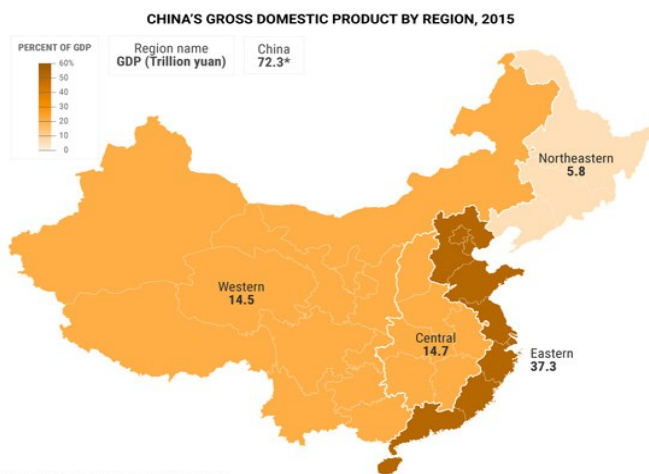 CHINA'S GROSS DOMESTIC PRODUCT BY REGION, 2015
PERCENT OF GDP
60%
50
40
30
20
10
0
Region name
GDP (Trillion yuan)
China
72.3*
Northeastern
5.8
Western
14.5
Central
14.7
Eastern
37.3